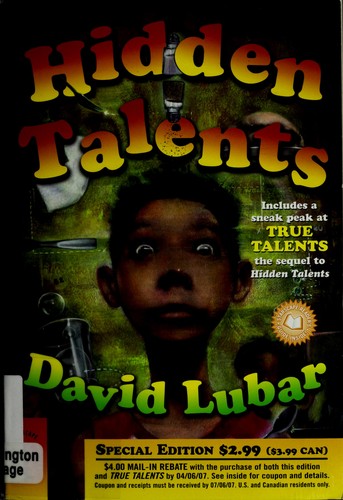 Hidden
Talents
Includes a
sneak peak at
TRUE
TALENTS
the sequel to
Hidden Talents
David Lubar
ington
age
SPECIAL EDITION $2.99 ($3.99 CAN)
$4.00 MAIL-IN REBATE with the purchase of both this edition
and TRUE TALENTS by 04/06/07. See inside for coupon and details.
Coupon and receipts must be received by 07/06/07. U.S. and Canadian residents only.